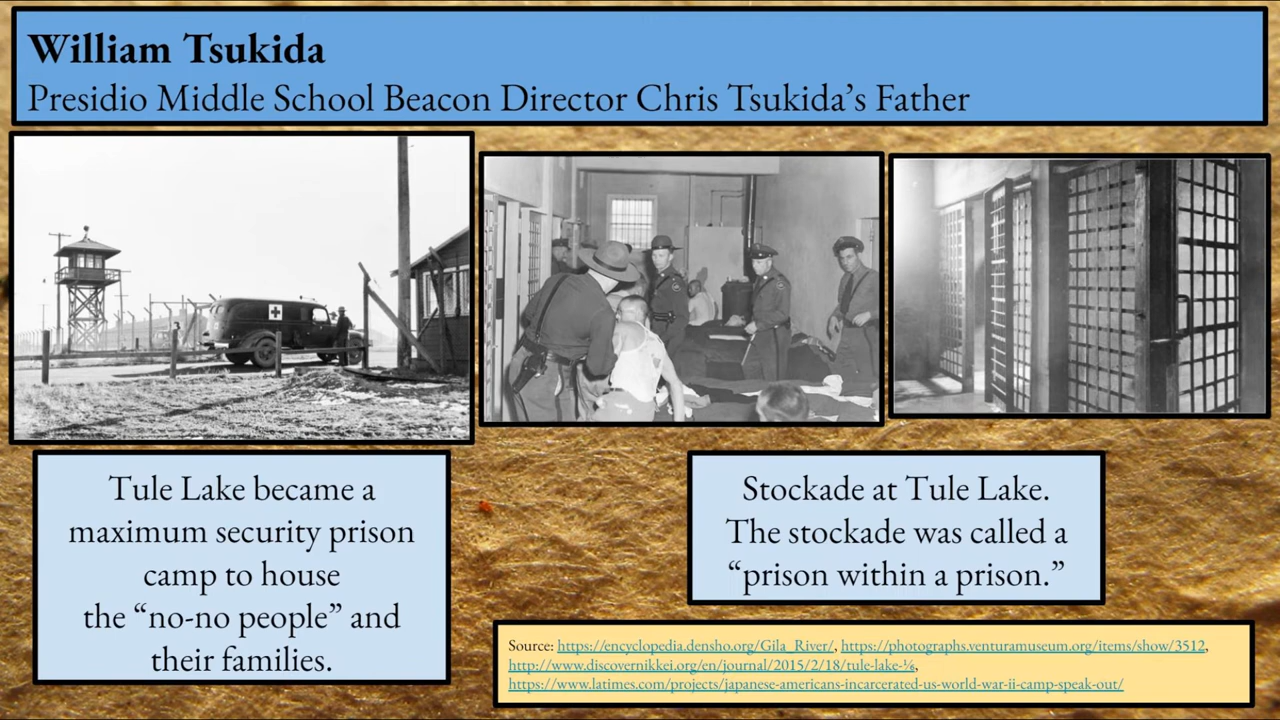 William Tsukida
Presidio Middle School Beacon Director Chris Tsukida’s Father
Tule Lake became a
maximum security prison
camp to house
the “no-no people” and
their families.
Stockade at Tule Lake.
The stockade was called a
“prison within a prison.”
Source: https://encyclopedia.densho.org/Gila_River/, https://photographs.venturamuseum.org/items/show/3512,
http://www.discovernikkei.org/en/journal/2015/2/18/tule-lake-⅙,
https://www.latimes.com/projects/japanese-americans-incarcerated-us-world-war-ii-camp-speak-out/